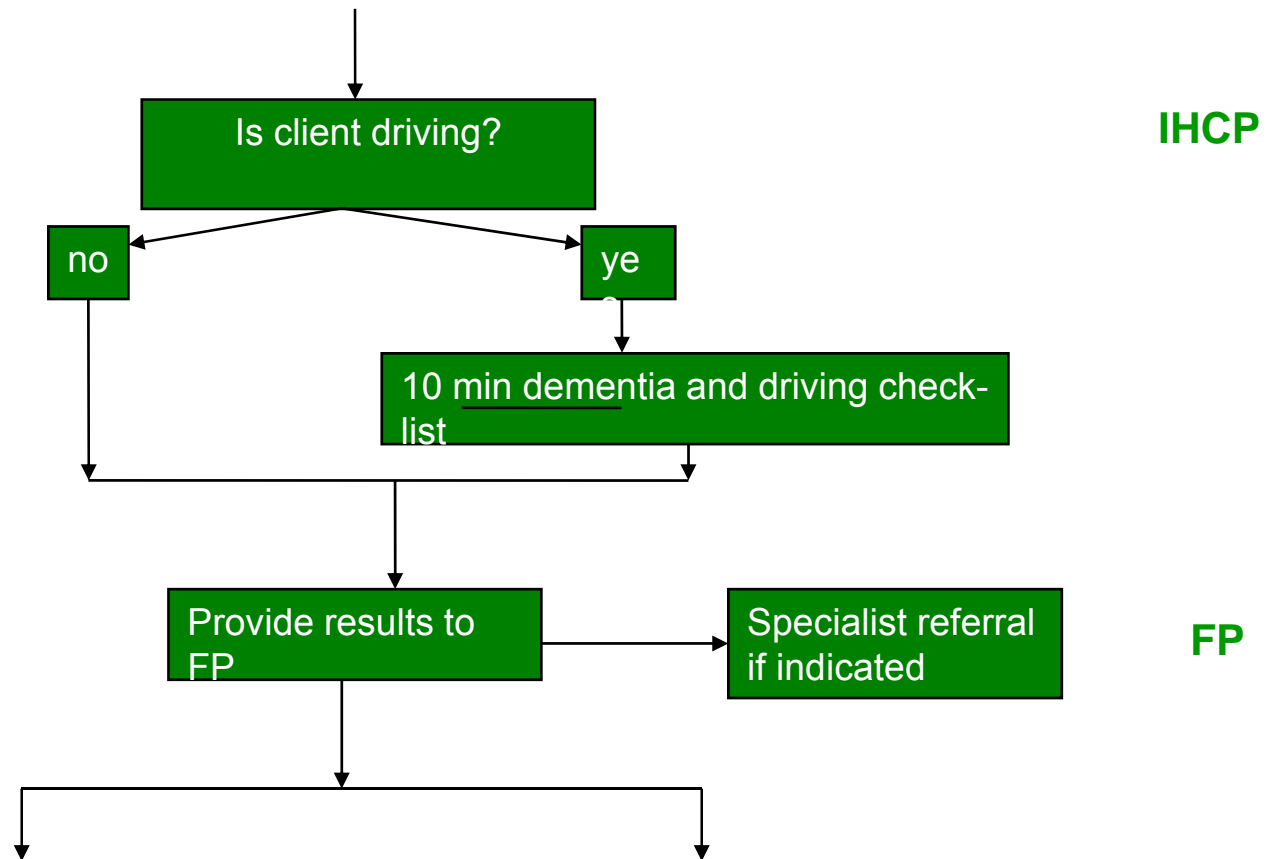 Is client driving?
IHCP
no
ye
s
10 min dementia and driving check-
list
Provide results to
FP
Specialist referral
if indicated
FP